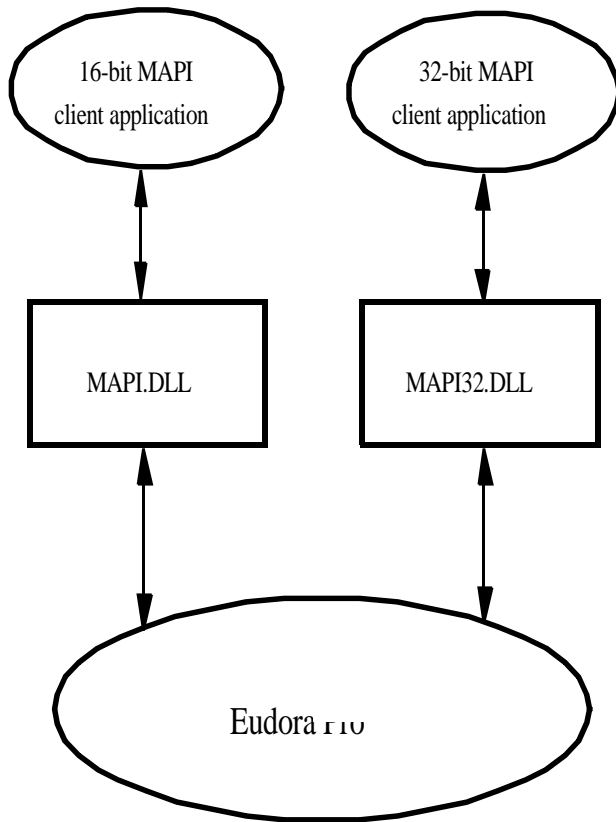 16-bit MAPI
client application
32-bit MAPI
client application
MAPI.DLL
MAPI32.DLL
Eudora